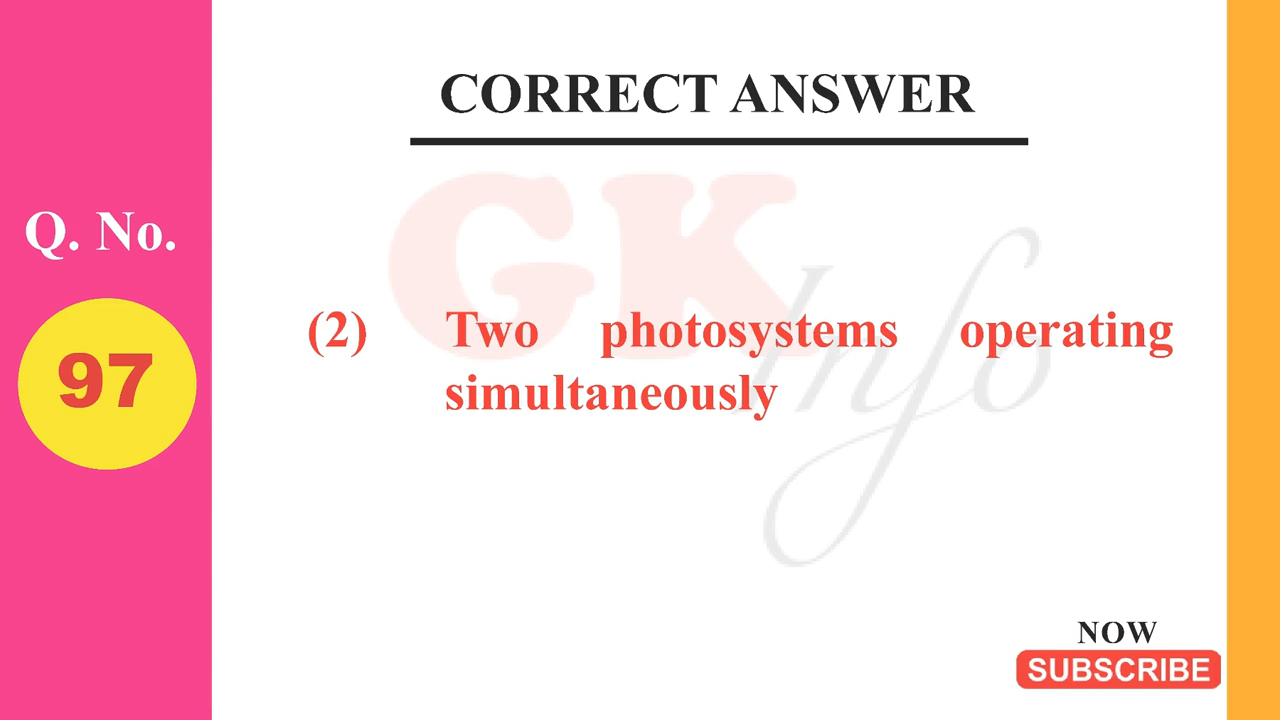 CORRECT ANSWER
GK
Info
Q. No.
97
(2) Two photosystems operating
simultaneously
NOW
SUBSCRIBE